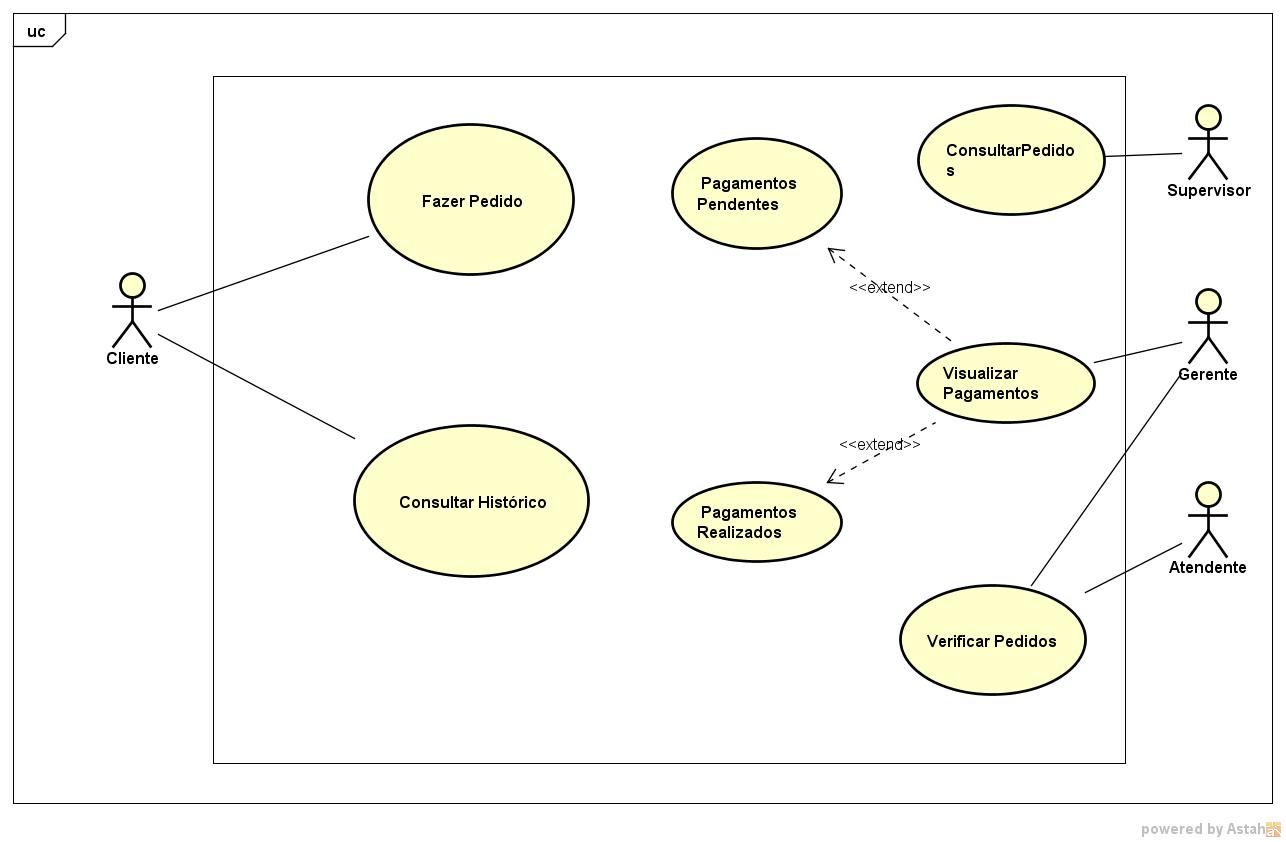 uc
Fazer Pedido
Pagamentos
Pendentes
ConsultarPedido
s
Supervisor
<<extend>>
Cliente
Visualizar
Pagamentos
Gerente
<<extend>>
Consultar Histórico
Pagamentos
Realizados
Atendente
Verificar Pedidos
powered by Astah